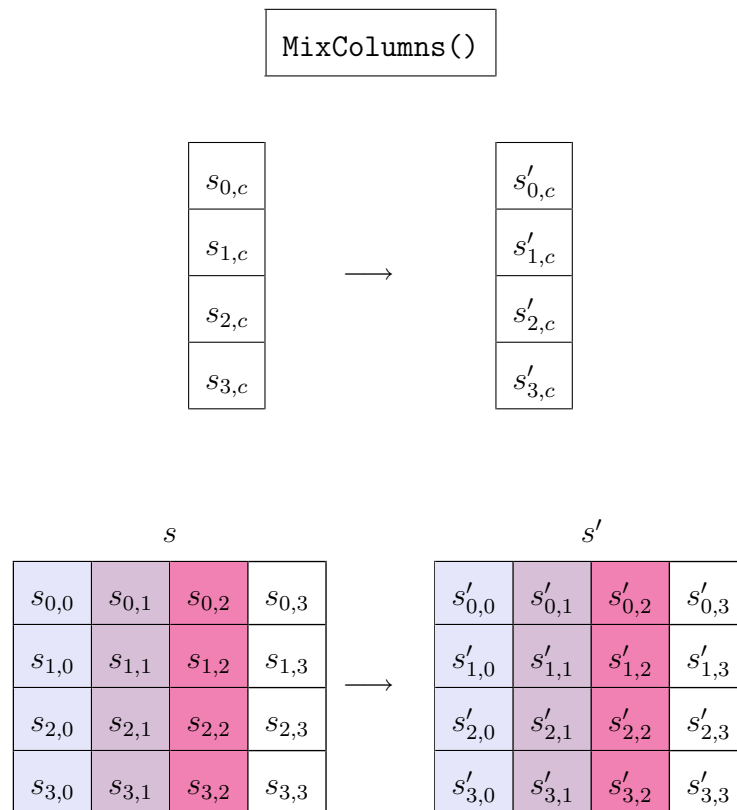 MixColumns()
s_{0,c} → s'_{0,c}
s_{1,c} s'_{1,c}
s_{2,c} s'_{2,c}
s_{3,c} s'_{3,c}
s s'
s_{0,0} s_{0,1} s_{0,2} s_{0,3} s'_{0,0} s'_{0,1} s'_{0,2} s'_{0,3}
s_{1,0} s_{1,1} s_{1,2} s_{1,3} → s'_{1,0} s'_{1,1} s'_{1,2} s'_{1,3}
s_{2,0} s_{2,1} s_{2,2} s_{2,3} s'_{2,0} s'_{2,1} s'_{2,2} s'_{2,3}
s_{3,0} s_{3,1} s_{3,2} s_{3,3} s'_{3,0} s'_{3,1} s'_{3,2} s'_{3,3}